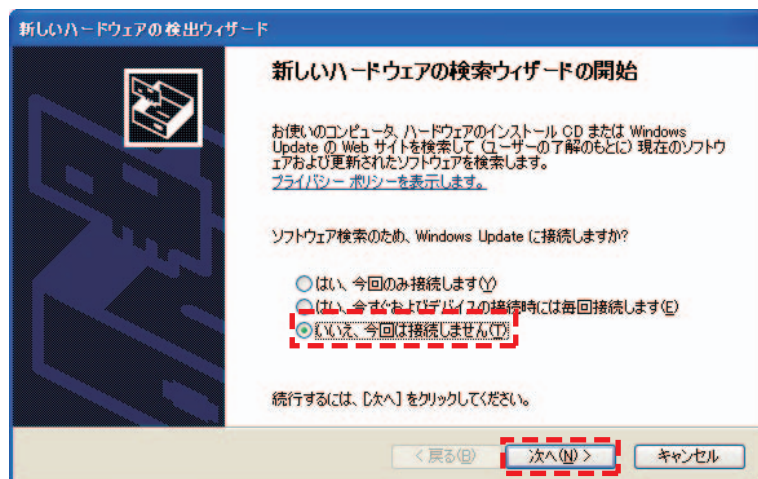 新しいハードウェアの検出ウィザード
新しいハードウェアの検索ウィザードの開始
お使いのコンピュータ、ハードウェアのインストール CD または Windows
Update の Web サイトを検索して (ユーザーの了解のもとに) 現在のソフトウ
ェアおよび更新されたソフトウェアを検索します。
プライバシー ポリシーを表示します。
ソフトウェア検索のため、Windows Update に接続しますか?
はい、今回のみ接続します(Y)
はい、今すぐおよびデバイスの接続時には毎回接続します(E)
いいえ、今回は接続しません(T)
続行するには、[次へ] をクリックしてください。
< 戻る(B) 次へ(N) > キャンセル